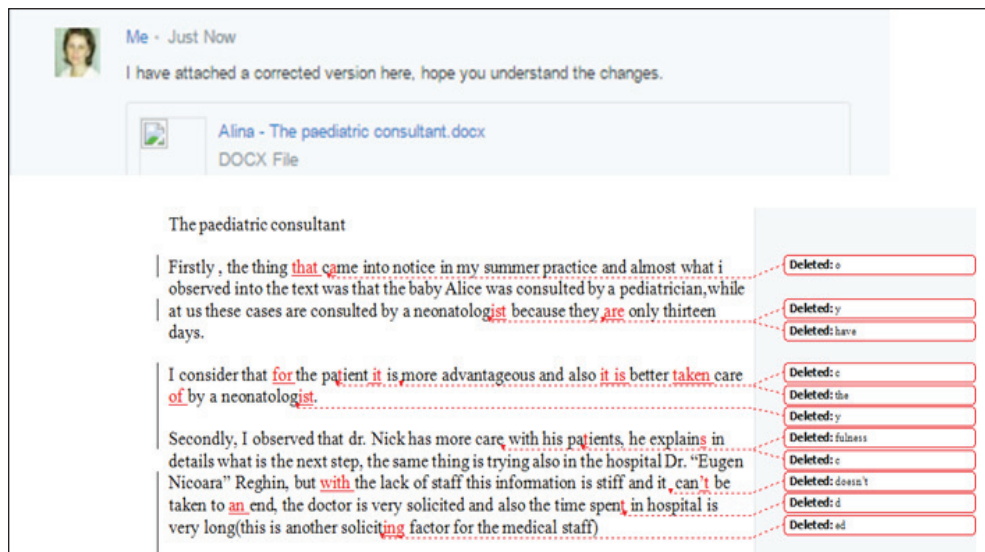 Me · Just Now
I have attached a corrected version here, hope you understand the changes.
Alina - The paediatric consultant.docx
DOCX File
The paediatric consultant
Firstly , the thing that came into notice in my summer practice and almost what i
observed into the text was that the baby Alice was consulted by a pediatrician,while
at us these cases are consulted by a neonatologist because they are only thirteen
days.
I consider that for the patient it is more advantageous and also it is better taken care
of by a neonatologist.
Secondly, I observed that dr. Nick has more care with his patients, he explains in
details what is the next step, the same thing is trying also in the hospital Dr. “Eugen
Nicoara” Reghin, but with the lack of staff this information is stiff and it can't be
taken to an end, the doctor is very solicited and also the time spent in hospital is
very long(this is another soliciting factor for the medical staff)
Deleted: o
Deleted: y
Deleted: have
Deleted: c
Deleted: the
Deleted: y
Deleted: fulness
Deleted: c
Deleted: doesn't
Deleted: d
Deleted: ed